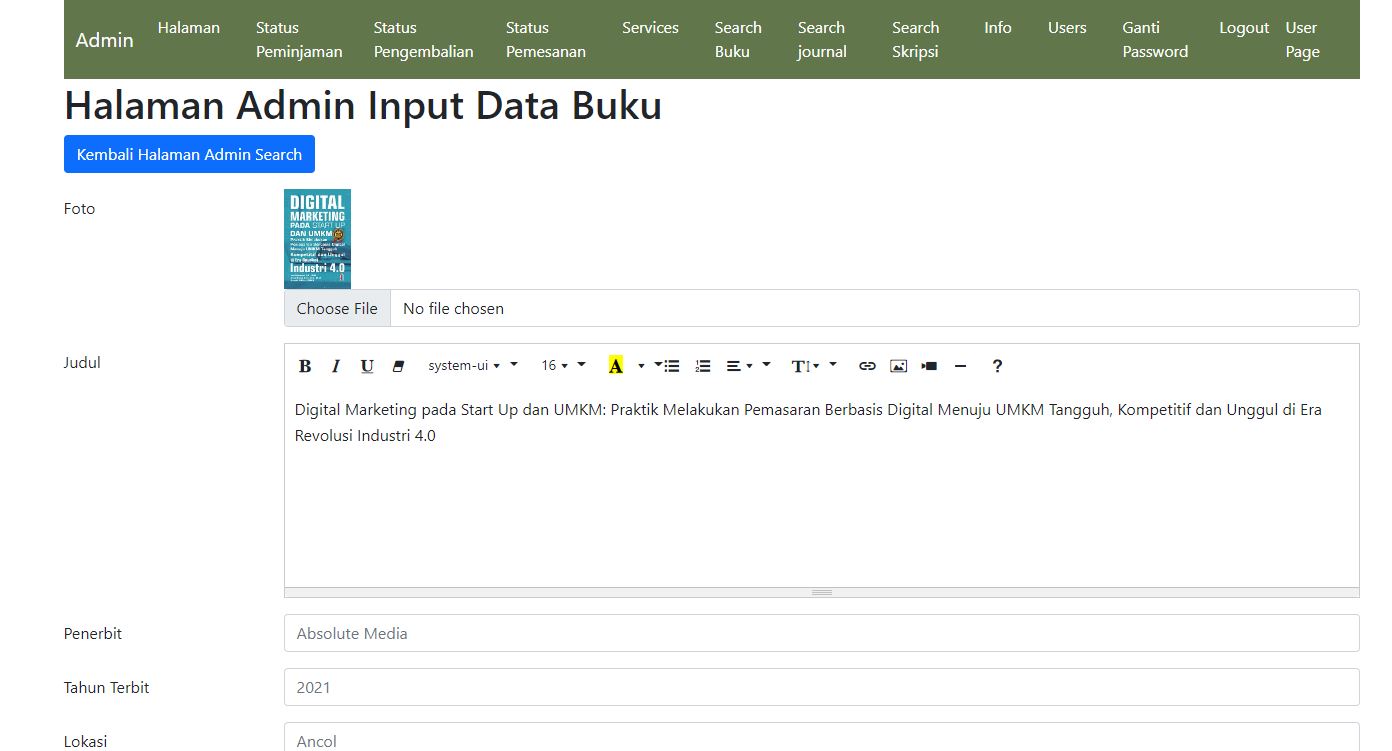 Admin
Halaman
Status Peminjaman
Status Pengembalian
Status Pemesanan
Services
Search Buku
Search journal
Search Skripsi
Info
Users
Ganti Password
Logout
User Page
Halaman Admin Input Data Buku
Kembali Halaman Admin Search
Foto
DIGITAL
MARKETING
PADA START UP
DAN UMKM
Industri 4.0
Choose File No file chosen
Judul
B I U system-ui 16 A T ?
Digital Marketing pada Start Up dan UMKM: Praktik Melakukan Pemasaran Berbasis Digital Menuju UMKM Tangguh, Kompetitif dan Unggul di Era
Revolusi Industri 4.0
Penerbit Absolute Media
Tahun Terbit 2021
Lokasi Ancol